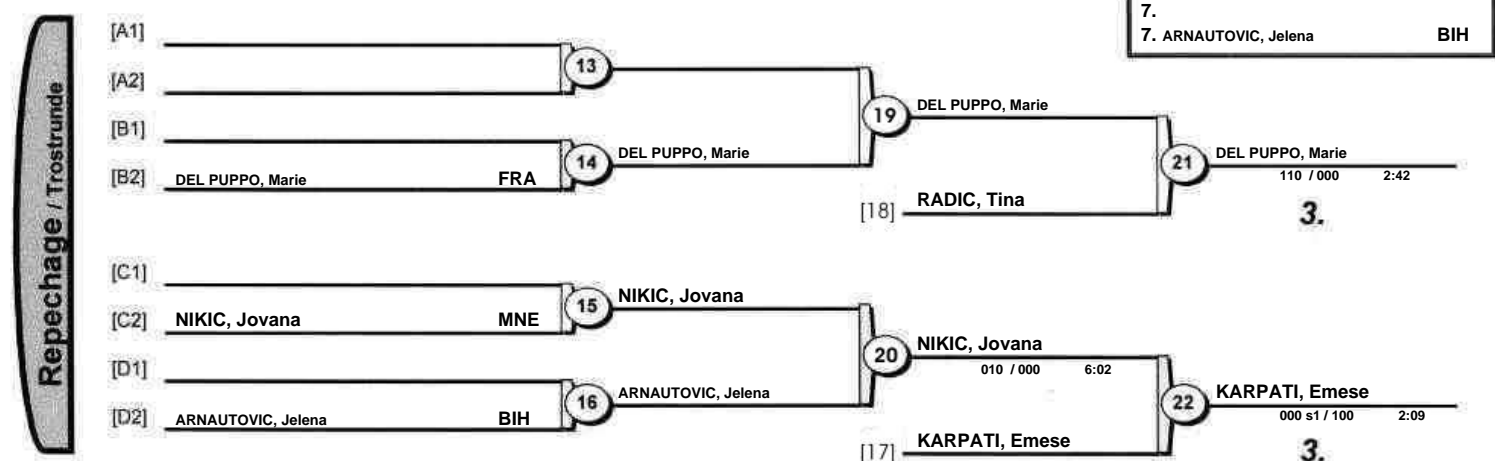 7.
7. ARNAUTOVIC, Jelena BIH
Repechage / Trostrunde
[A1]
13
[A2]
[B1]
19 DEL PUPPO, Marie
14 DEL PUPPO, Marie
21 DEL PUPPO, Marie
[B2] DEL PUPPO, Marie FRA
110 / 000 2:42
[18] RADIC, Tina
3.
[C1]
15 NIKIC, Jovana
[C2] NIKIC, Jovana MNE
20 NIKIC, Jovana
010 / 000 6:02
[D1]
16 ARNAUTOVIC, Jelena
22 KARPATI, Emese
[D2] ARNAUTOVIC, Jelena BIH
000 s1 / 100 2:09
[17] KARPATI, Emese
3.